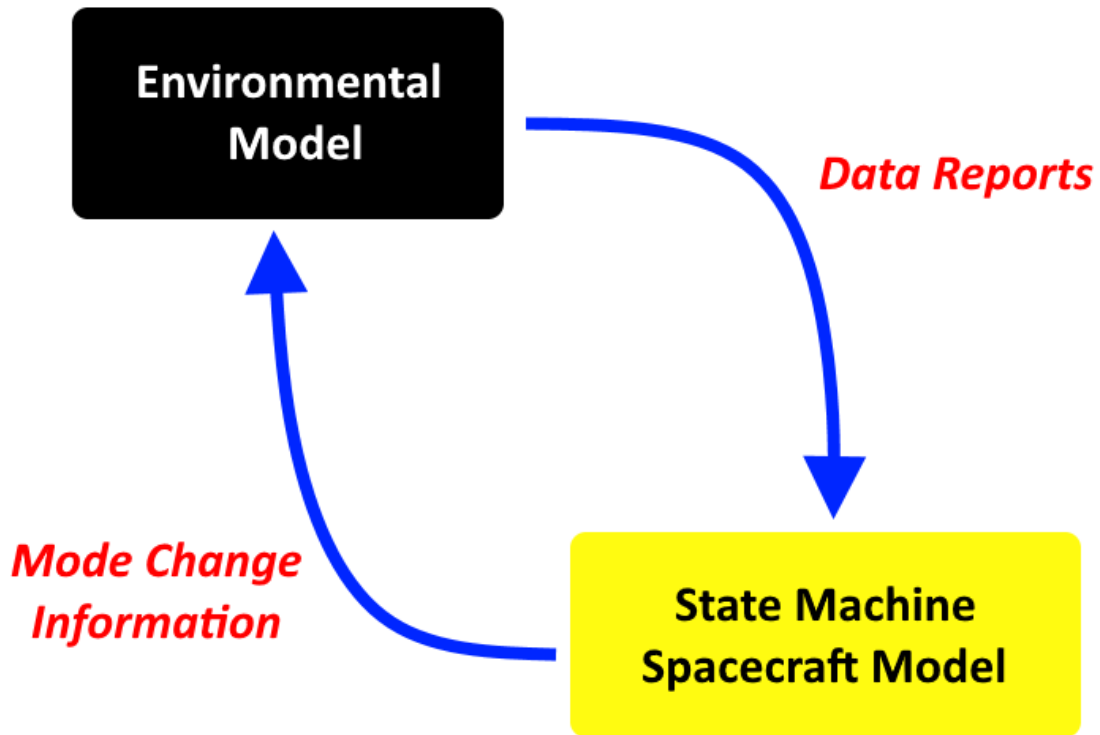 Environmental
Model
Data Reports
Mode Change
Information
State Machine
Spacecraft Model